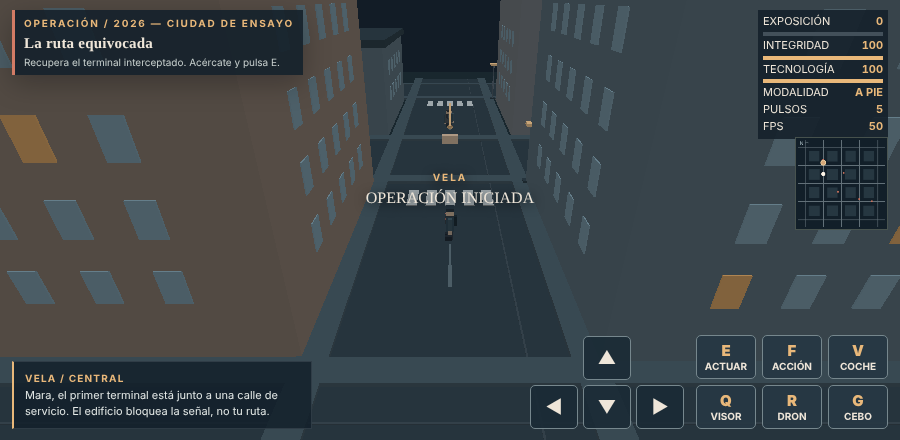 OPERACIÓN / 2026 — CIUDAD DE ENSAYO
La ruta equivocada
Recupera el terminal interceptado. Acércate y pulsa E.
EXPOSICIÓN 0
INTEGRIDAD 100
TECNOLOGÍA 100
MODALIDAD A PIE
PULSOS 5
FPS 50
N
VELA
OPERACIÓN INICIADA
VELA / CENTRAL
Mara, el primer terminal está junto a una calle de
servicio. El edificio bloquea la señal, no tu ruta.
E F V
ACTUAR ACCIÓN COCHE
Q R G
VISOR DRON CEBO